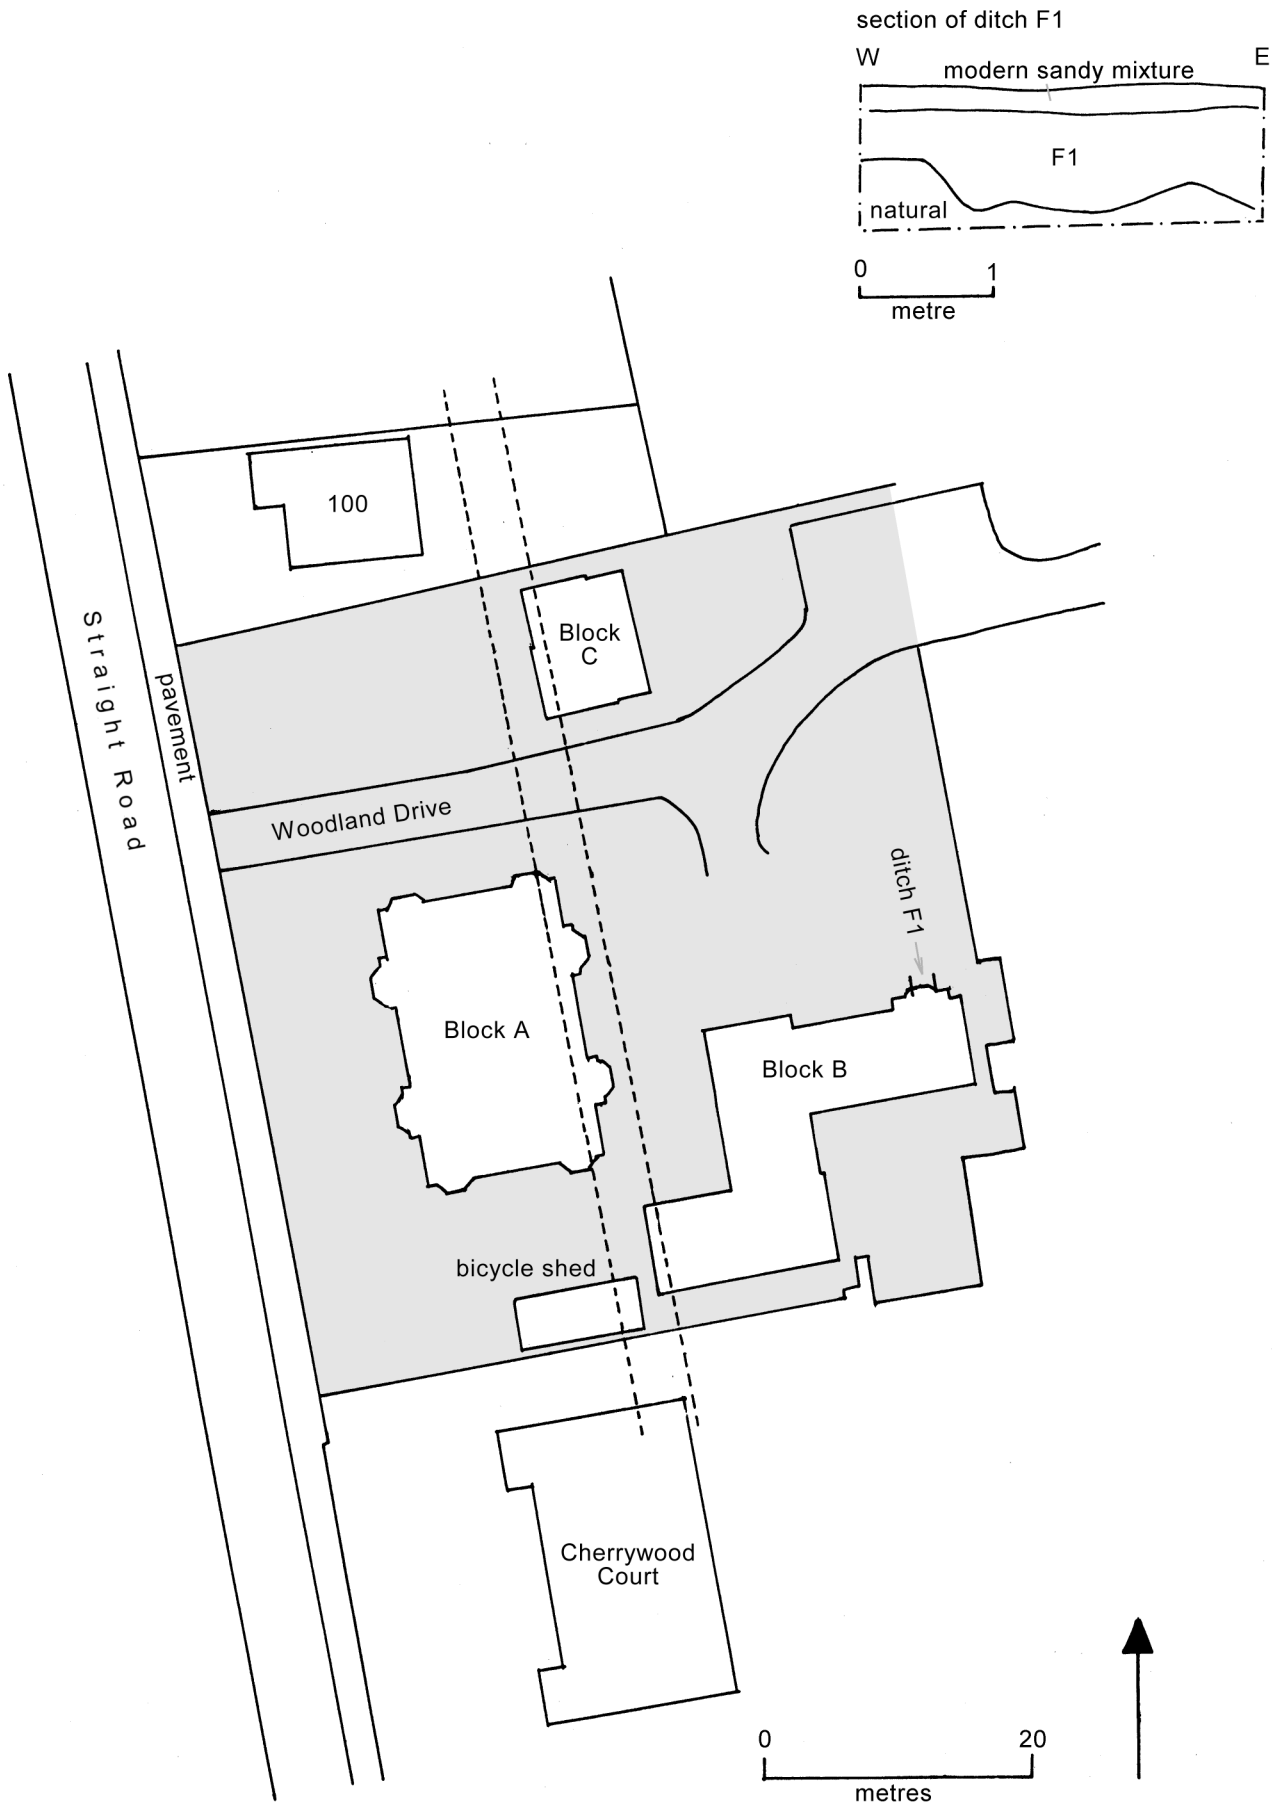 section of ditch F1
W
E
modern sandy mixture
F1
natural
0
1
metre
100
Block
C
Straight Road
pavement
Woodland Drive
ditch F1
Block A
Block B
bicycle shed
Cherrywood
Court
0
20
metres